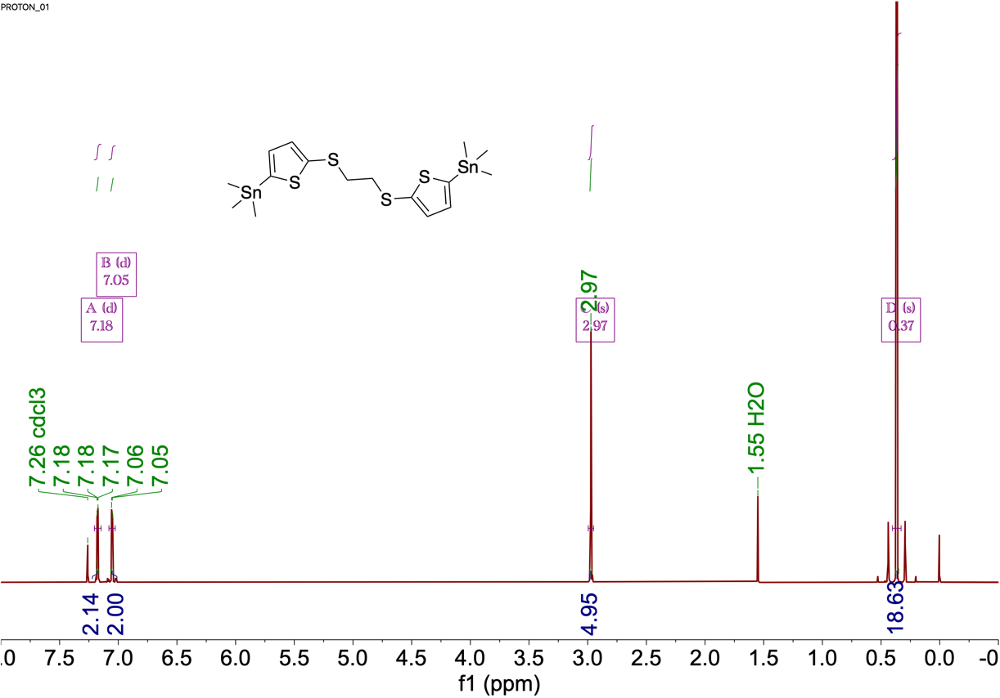 PROTON_01
S
S
Sn
S
S
Sn
B (d)
7.05
A (d)
7.18
2.97
C (s)
2.97
D (s)
0.37
7.26 cdcl3
7.18
7.18
7.17
7.06
7.05
1.55 H2O
2.14
2.00
4.95
18.63
.0 7.5 7.0 6.5 6.0 5.5 5.0 4.5 4.0 3.5 3.0 2.5 2.0 1.5 1.0 0.5 0.0 -0
f1 (ppm)